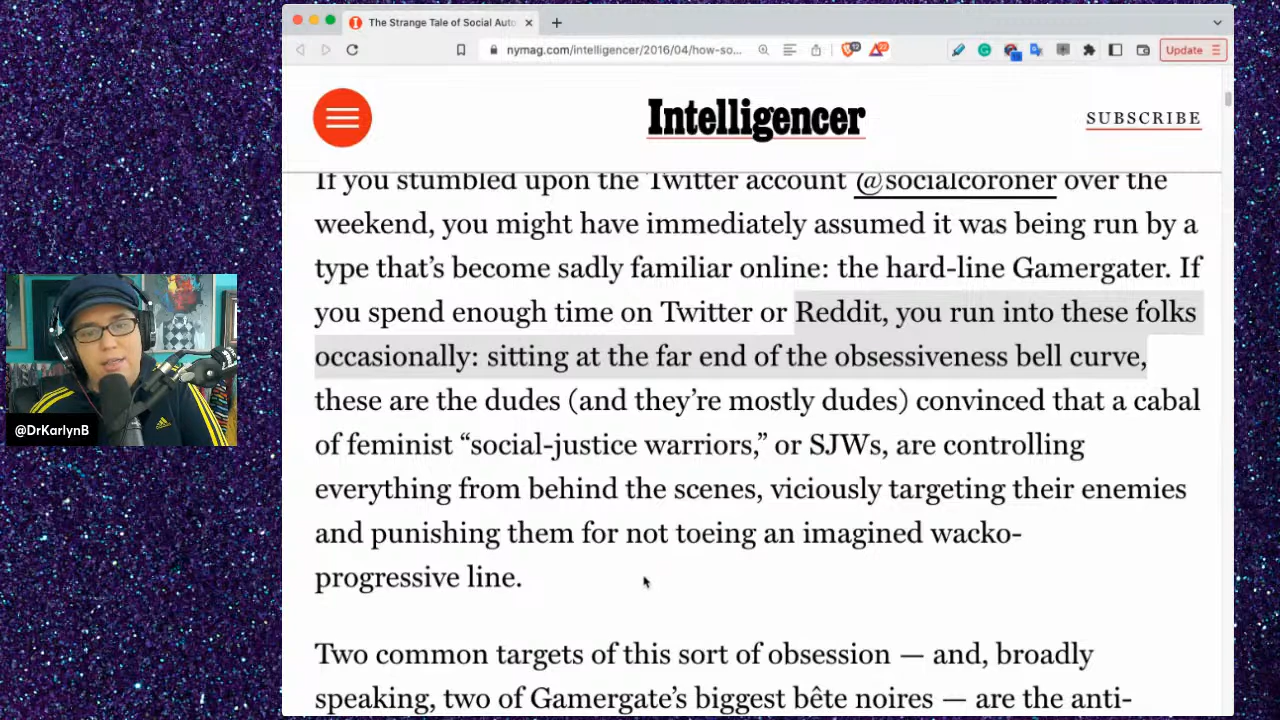 The Strange Tale of Social Auto
nymag.com/intelligencer/2016/04/how-so...
Update
Intelligencer
SUBSCRIBE
If you stumbled upon the Twitter account @socialcoroner over the
weekend, you might have immediately assumed it was being run by a
type that’s become sadly familiar online: the hard-line Gamergater. If
you spend enough time on Twitter or Reddit, you run into these folks
occasionally: sitting at the far end of the obsessiveness bell curve,
these are the dudes (and they’re mostly dudes) convinced that a cabal
of feminist “social-justice warriors,” or SJWs, are controlling
everything from behind the scenes, viciously targeting their enemies
and punishing them for not toeing an imagined wacko-
progressive line.
Two common targets of this sort of obsession — and, broadly
speaking, two of Gamergate’s biggest bête noires — are the anti-
@DrKarlynB